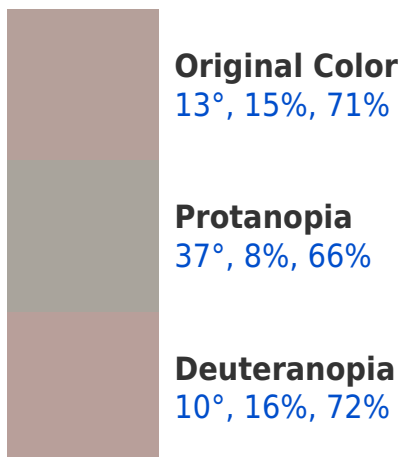 Original Color
13°, 15%, 71%
Protanopia
37°, 8%, 66%
Deuteranopia
10°, 16%, 72%